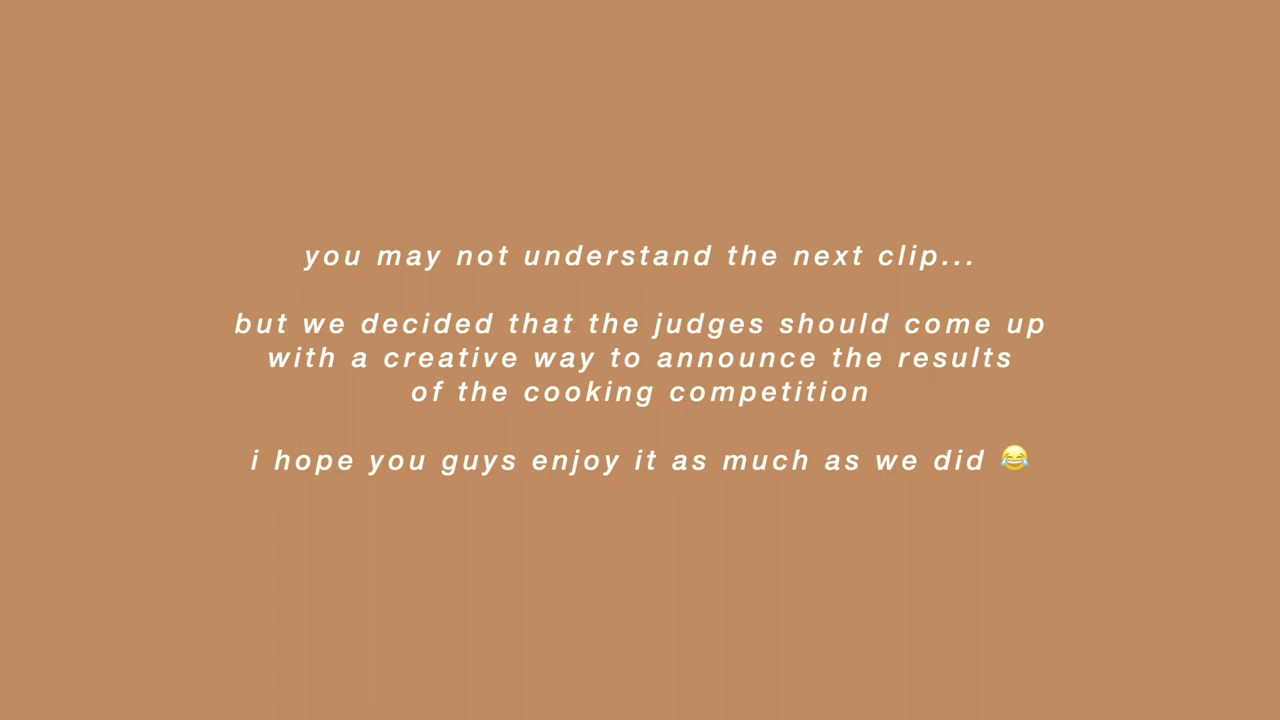 you may not understand the next clip...
but we decided that the judges should come up
with a creative way to announce the results
of the cooking competition
i hope you guys enjoy it as much as we did 😂